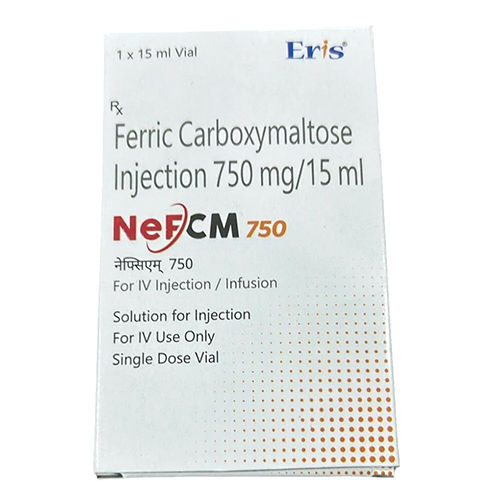 1 x 15 ml Vial
Eris®
Rx
Ferric Carboxymaltose
Injection 750 mg/15 ml
NeFCM 750
नेफ्सिएम् 750
For IV Injection / Infusion
Solution for Injection
For IV Use Only
Single Dose Vial